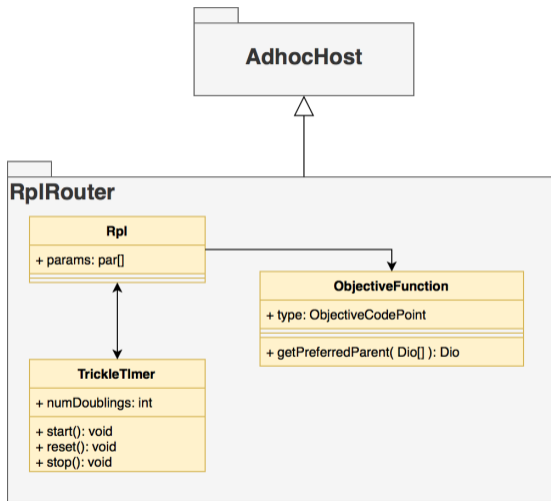 AdhocHost
RplRouter
Rpl
+ params: par[]
ObjectiveFunction
+ type: ObjectiveCodePoint
+ getPreferredParent( Dio[] ): Dio
TrickleTImer
+ numDoublings: int
+ start(): void
+ reset(): void
+ stop(): void